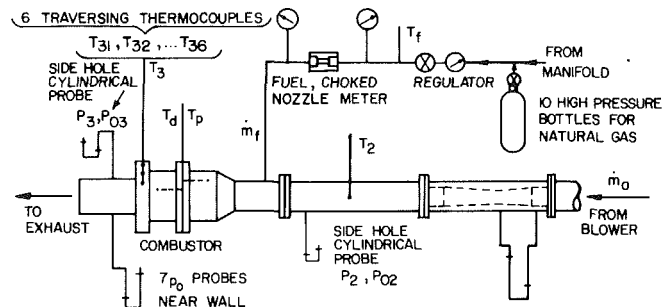 6 TRAVERSING THERMOCOUPLES
T31, T32, ... T36
SIDE HOLE
CYLINDRICAL
PROBE
P3, P03
T3
Td
Tp
ṁf
FUEL, CHOKED
NOZZLE METER
Tf
REGULATOR
FROM
MANIFOLD
10 HIGH PRESSURE
BOTTLES FOR
NATURAL GAS
T2
ṁa
TO
EXHAUST
COMBUSTOR
SIDE HOLE
CYLINDRICAL
PROBE
P2, P02
FROM
BLOWER
7po PROBES
NEAR WALL